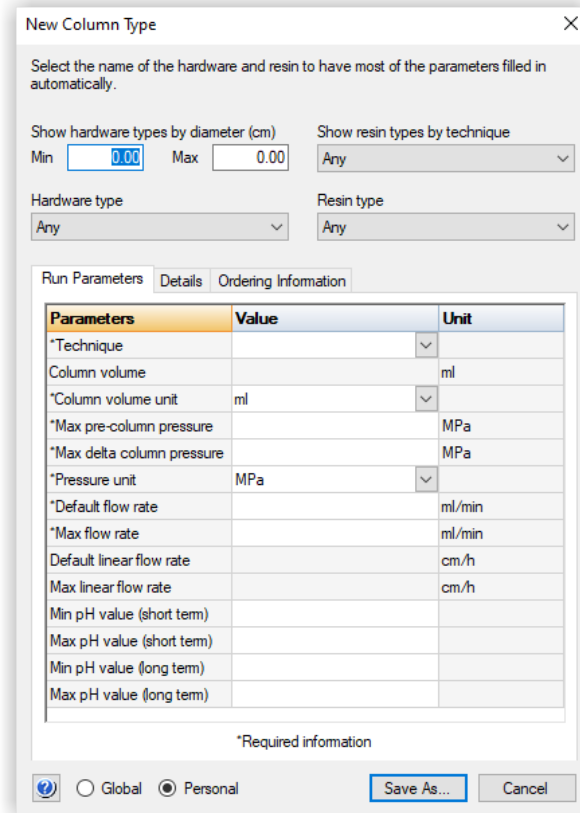 New Column Type
Select the name of the hardware and resin to have most of the parameters filled in
automatically.
Show hardware types by diameter (cm) Show resin types by technique
Min 0.00 Max 0.00 Any
Hardware type Resin type
Any Any
Run Parameters Details Ordering Information
Parameters Value Unit
*Technique
Column volume ml
*Column volume unit ml
*Max pre-column pressure MPa
*Max delta column pressure MPa
*Pressure unit MPa
*Default flow rate ml/min
*Max flow rate ml/min
Default linear flow rate cm/h
Max linear flow rate cm/h
Min pH value (short term)
Max pH value (short term)
Min pH value (long term)
Max pH value (long term)
*Required information
Global Personal Save As... Cancel